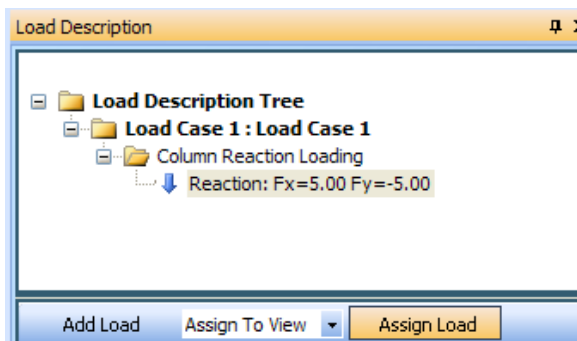 Load Description
Load Description Tree
Load Case 1 : Load Case 1
Column Reaction Loading
Reaction: Fx=5.00 Fy=-5.00
Add Load Assign To View Assign Load